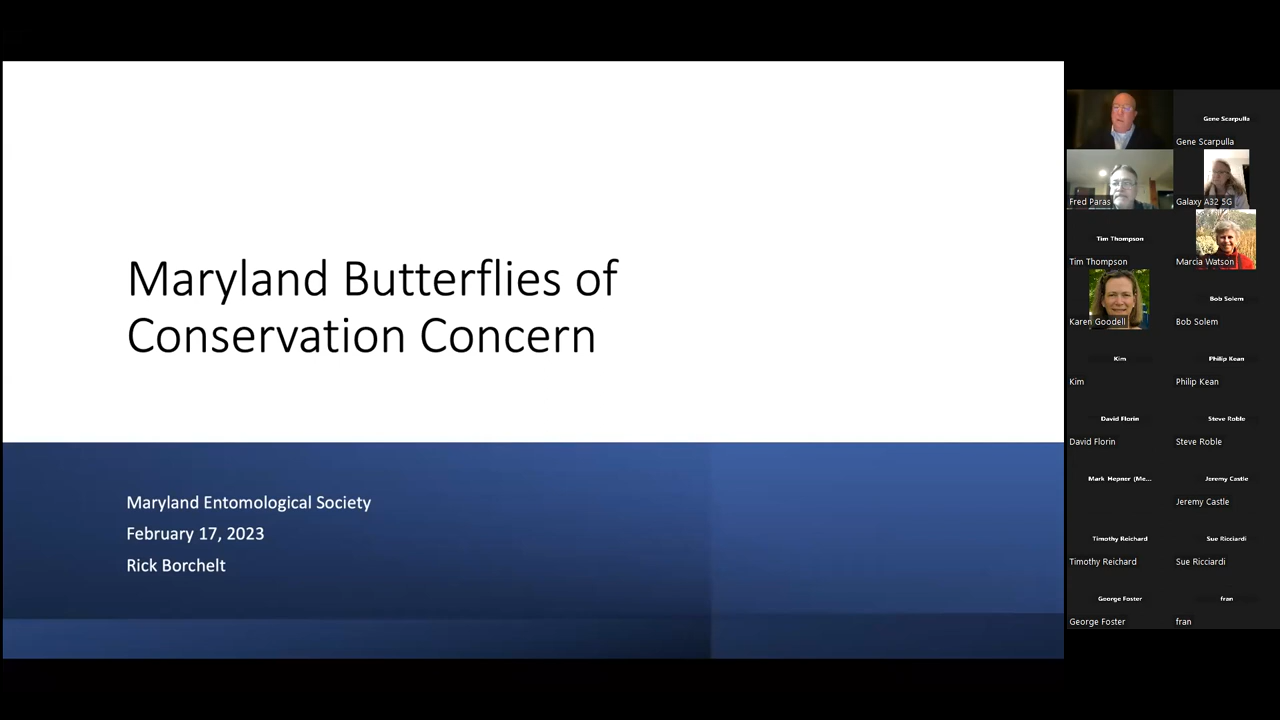 Maryland Butterflies of
Conservation Concern
Maryland Entomological Society
February 17, 2023
Rick Borchelt
Gene Scarpulla
Gene Scarpulla
Fred Paras
Galaxy A32 5G
Tim Thompson
Tim Thompson
Marcia Watson
Karen Goodell
Bob Solem
Bob Solem
Kim
Kim
Philip Kean
Philip Kean
David Florin
David Florin
Steve Roble
Steve Roble
Mark Hepner (Me...
Jeremy Castle
Jeremy Castle
Timothy Reichard
Timothy Reichard
Sue Ricciardi
Sue Ricciardi
George Foster
George Foster
fran
fran